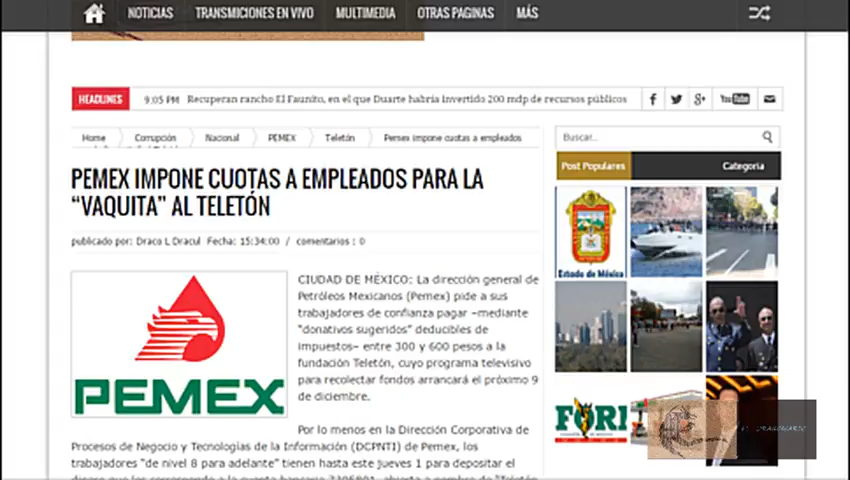 NOTICIAS TRANSMICIONES EN VIVO MULTIMEDIA OTRAS PAGINAS MÁS
HEADLINES 9:05 PM Recuperan rancho El Faunito, en el que Duarte habría invertido 200 mdp de recursos públicos
You Tube
Home Corrupción Nacional PEMEX Teletón Pemex impone cuotas a empleados
Buscar...
Post Populares Categoria
PEMEX IMPONE CUOTAS A EMPLEADOS PARA LA
“VAQUITA” AL TELETÓN
publicado por: Draco L Dracul Fecha: 15:34:00 / comentarios : 0
Estado de México
PEMEX
CIUDAD DE MÉXICO: La dirección general de
Petróleos Mexicanos (Pemex) pide a sus
trabajadores de confianza pagar –mediante
“donativos sugeridos” deducibles de
impuestos– entre 300 y 600 pesos a la
fundación Teletón, cuyo programa televisivo
para recolectar fondos arrancará el próximo 9
de diciembre.
Por lo menos en la Dirección Corporativa de
Procesos de Negocio y Tecnologías de la Información (DCPNTI) de Pemex, los
trabajadores “de nivel 8 para adelante” tienen hasta este jueves 1 para depositar el